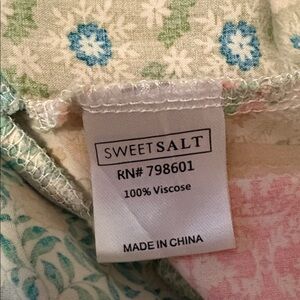 SWEETSALT
RN# 798601
100% Viscose
MADE IN CHINA